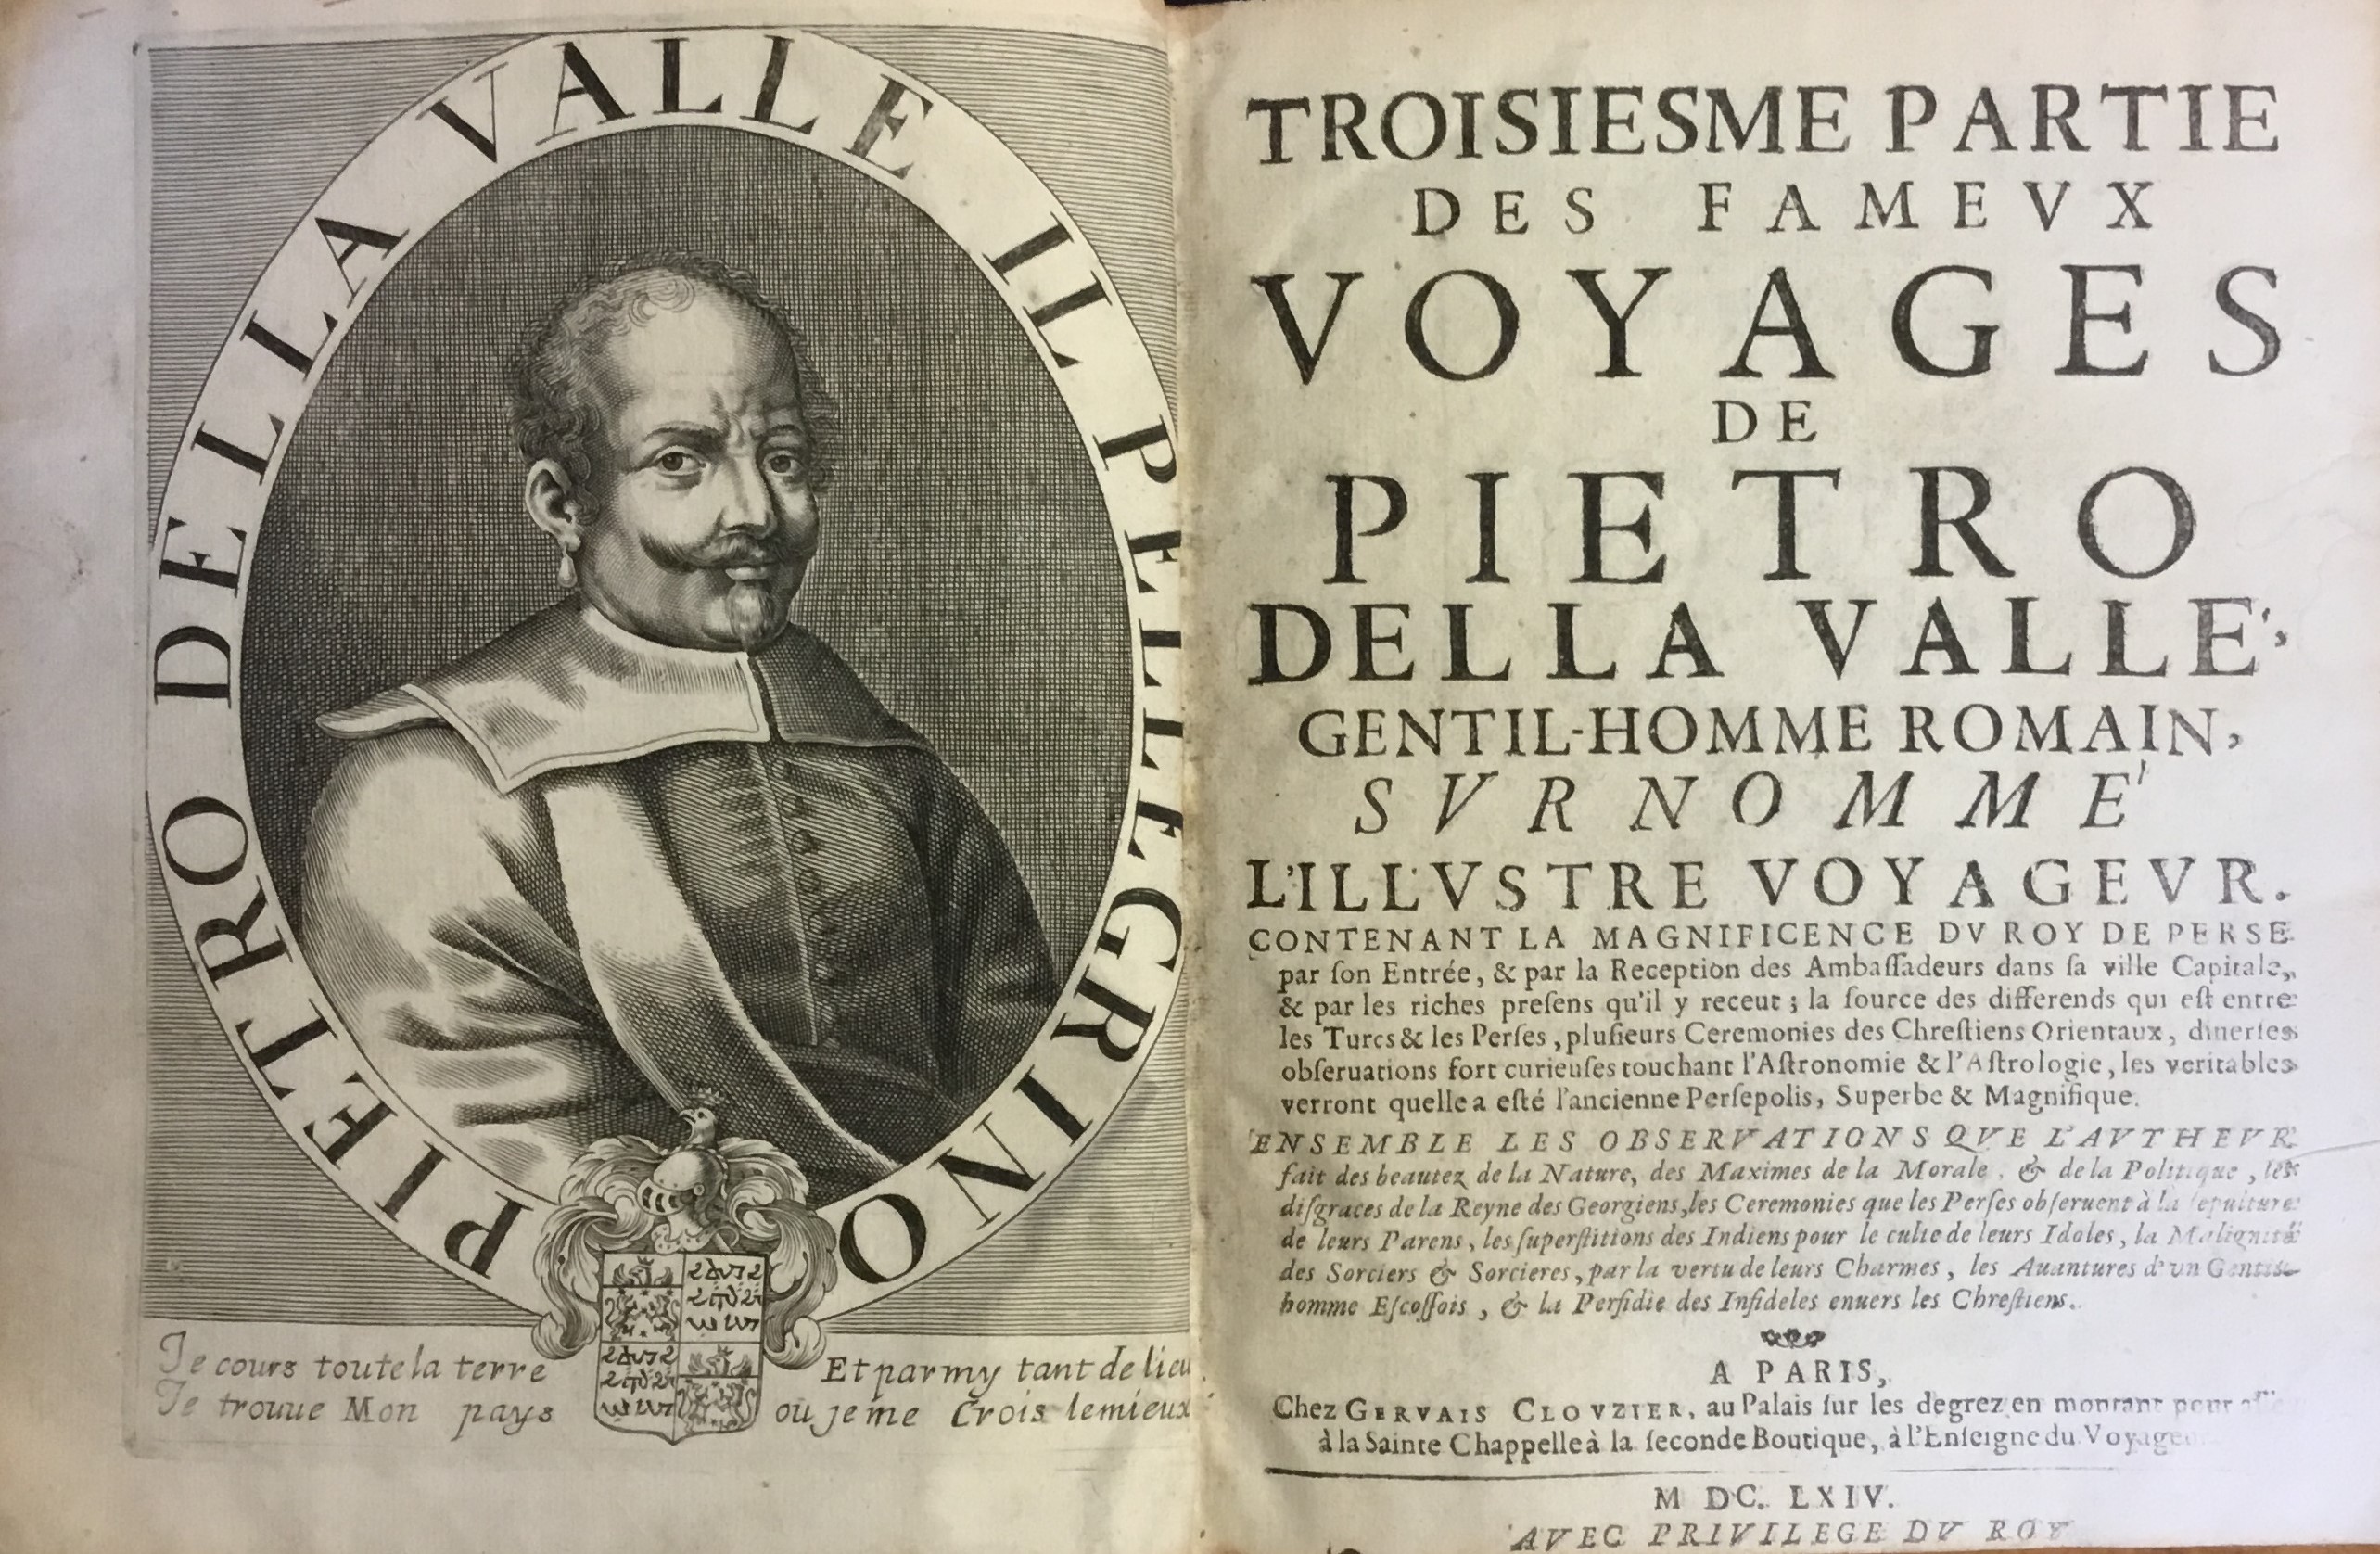 PIETRO DELLA VALLE IL PELLEGRINO
Je cours toute la terre
Je trouue Mon pays
Et parmy tant de lieu
où je me Crois le mieux
TROISIESME PARTIE
DES FAMEVX
VOYAGES
DE
PIETRO
DELLA VALLE',
GENTIL-HOMME ROMAIN,
SVRNOMME'
L'ILLVSTRE VOYAGEVR.
CONTENANT LA MAGNIFICENCE DV ROY DE PERSE
par ſon Entrée, & par la Reception des Ambaſſadeurs dans ſa ville Capitale,
& par les riches preſens qu'il y receut ; la ſource des differends qui eſt entre
les Turcs & les Perſes, pluſieurs Ceremonies des Chreſtiens Orientaux, diuerſes
obſeruations fort curieuſes touchant l'Aſtronomie & l'Aſtrologie, les veritables
verront quelle a eſté l'ancienne Perſepolis, Superbe & Magnifique.
ENSEMBLE LES OBSERVATIONS QVE L'AVTHEVR
fait des beautez de la Nature, des Maximes de la Morale, & de la Politique, les
diſgraces de la Reyne des Georgiens, les Ceremonies que les Perſes obſeruent à la ſepulture
de leurs Parens, les ſuperſtitions des Indiens pour le culte de leurs Idoles, la Malignité
des Sorciers & Sorcieres, par la vertu de leurs Charmes, les Auantures d'vn Gentil-
homme Eſcoſſois, & la Perfidie des Infideles enuers les Chreſtiens.
A PARIS,
Chez GERVAIS CLOVZIER, au Palais ſur les degrez en montant pour
à la Sainte Chappelle à la ſeconde Boutique, à l'Enſeigne du
M DC. LXIV.
AVEC PRIVILEGE DV ROY